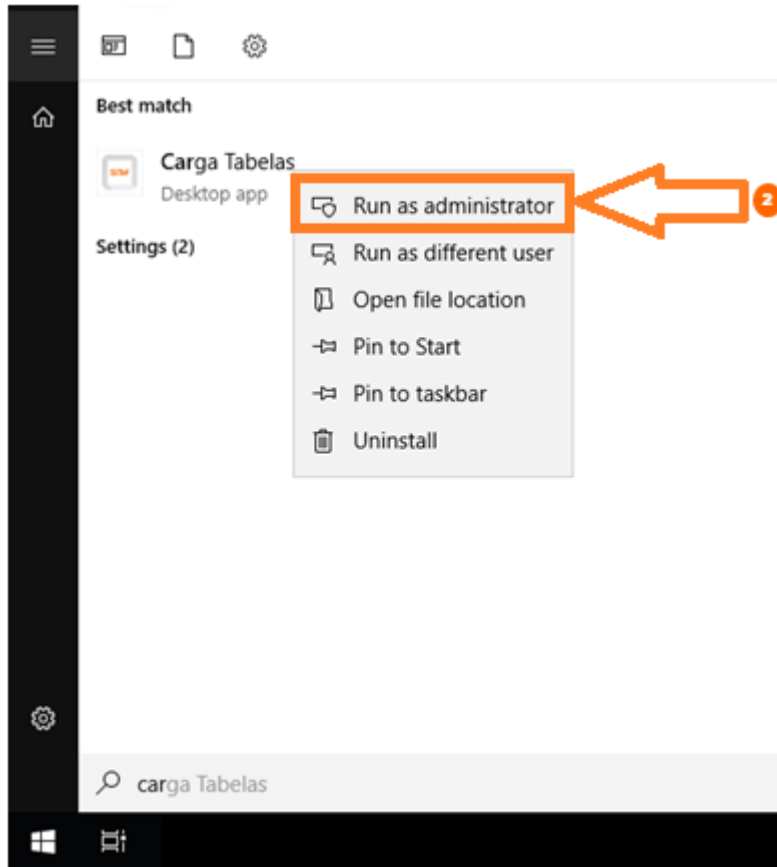 Best match
Carga Tabelas
Desktop app
Run as administrator
2
Settings (2)
Run as different user
Open file location
Pin to Start
Pin to taskbar
Uninstall
carga Tabelas